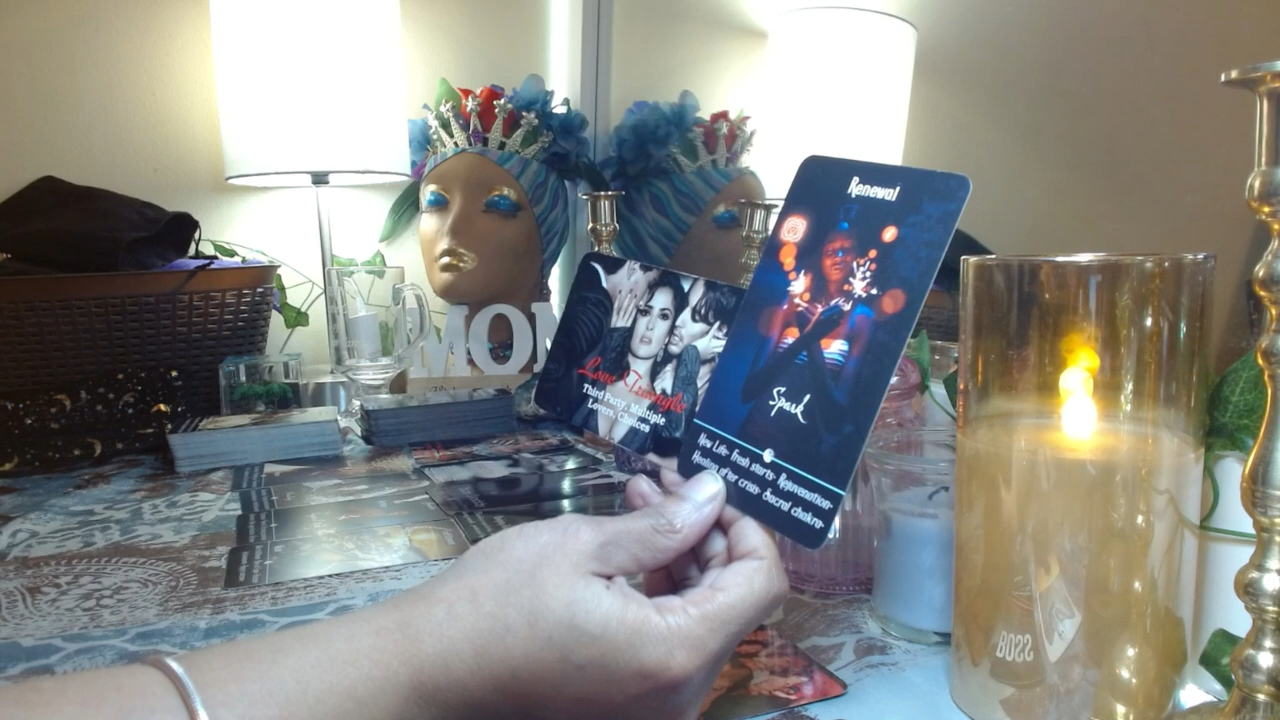 Renewal
Spark
New Life· Fresh starts· Rejuvenation·
Healing after crisis· Sacral chakra·
Love Triangle
Third Party, Multiple
Lovers, Choices
MOM
BOSS